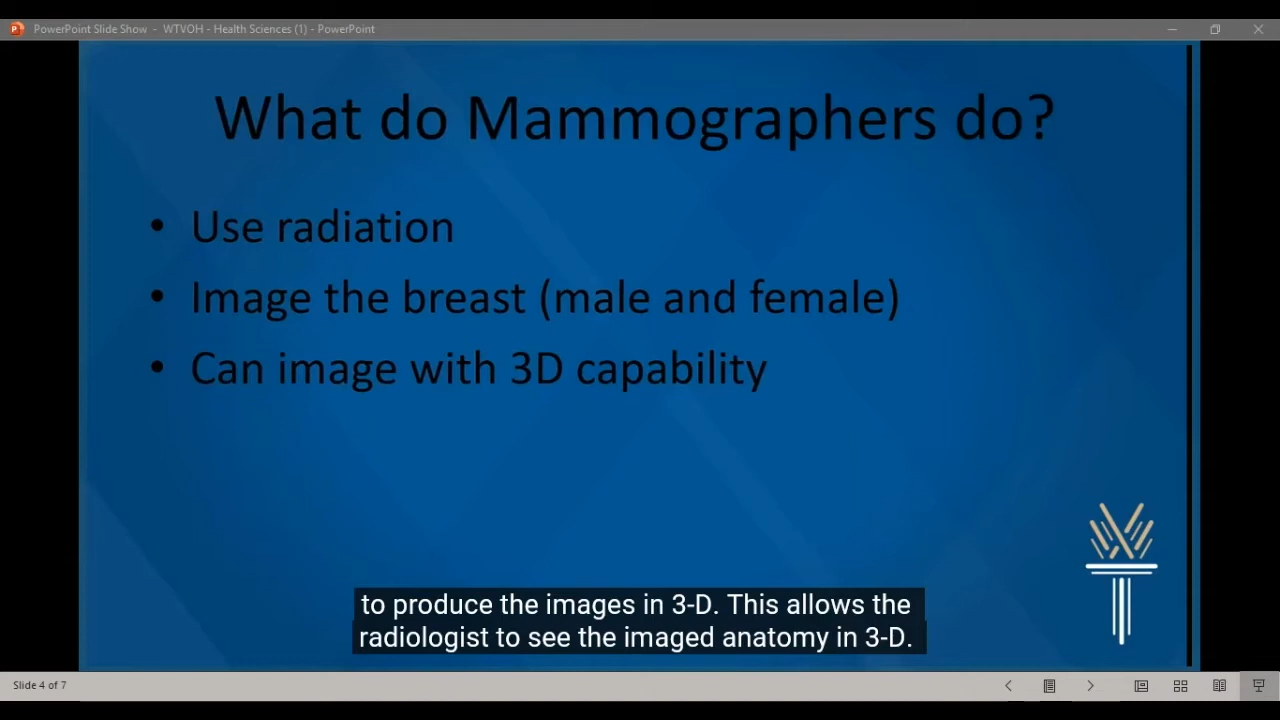 PowerPoint Slide Show - WTVOH - Health Sciences (1) - PowerPoint
What do Mammographers do?
• Use radiation
• Image the breast (male and female)
• Can image with 3D capability
to produce the images in 3-D. This allows the
radiologist to see the imaged anatomy in 3-D.
Slide 4 of 7